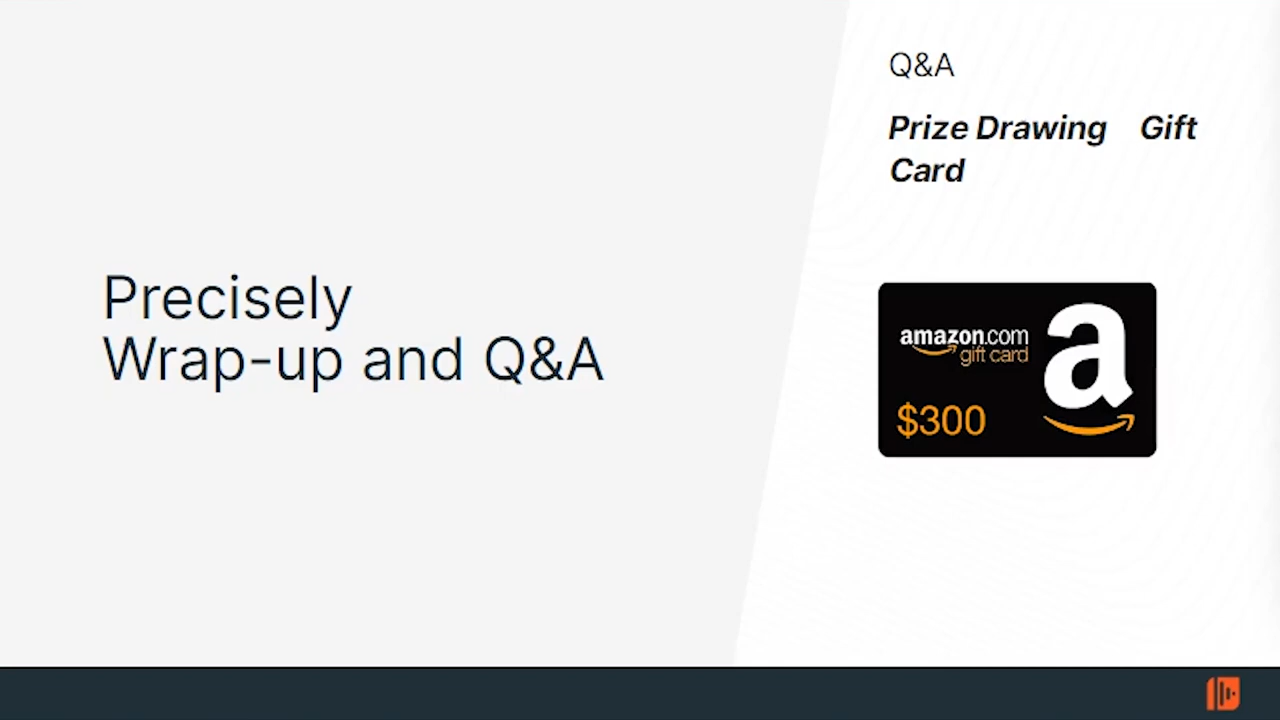 Precisely
Wrap-up and Q&A
Q&A
Prize Drawing Gift
Card
amazon.com
gift card
a
$300